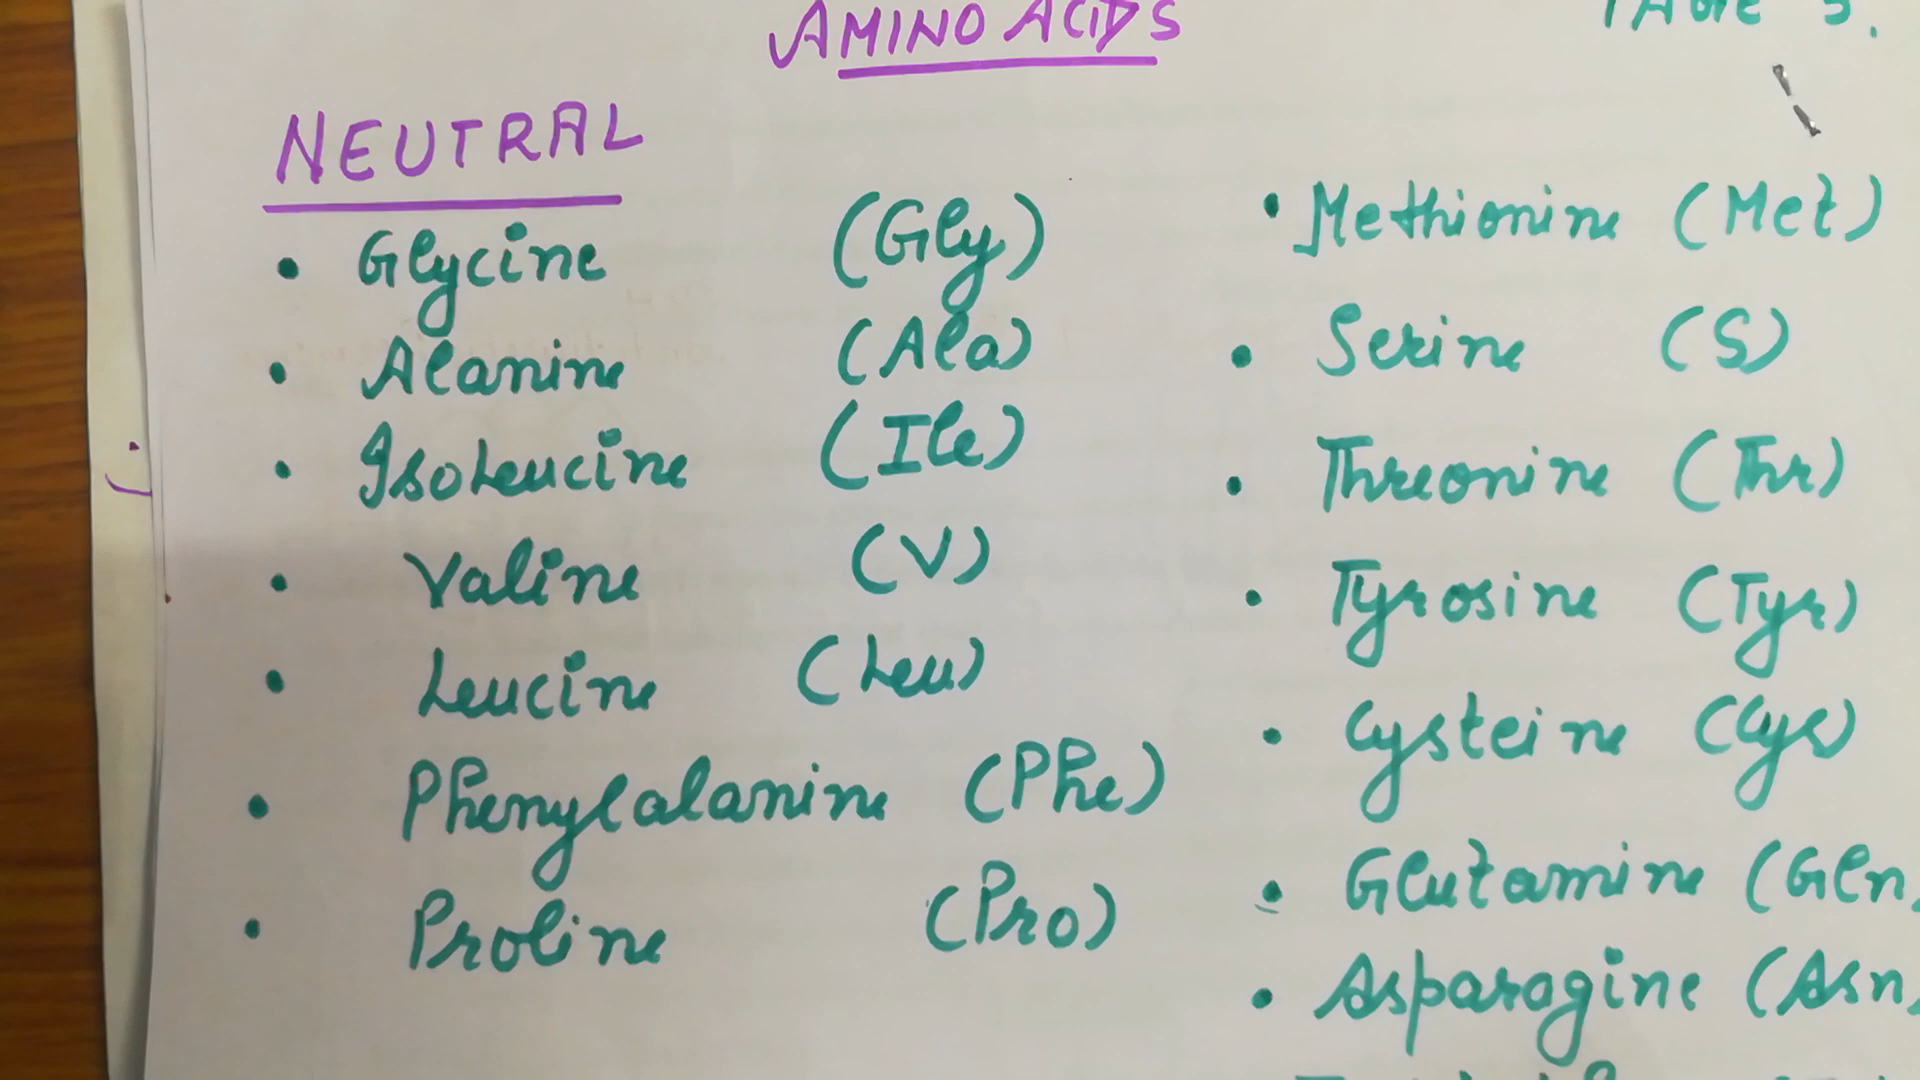 AMINO ACIDS
NEUTRAL
• Glycine (Gly)
• Alanine (Ala)
• Isoleucine (Ile)
• Valine (V)
• Leucine (Leu)
• Phenylalanine (Phe)
• Proline (Pro)
• Methionine (Met)
• Serine (S)
• Threonine (Thr)
• Tyrosine (Tyr)
• Cysteine (Cys)
• Glutamine (Gln
• Asparagine (Asn